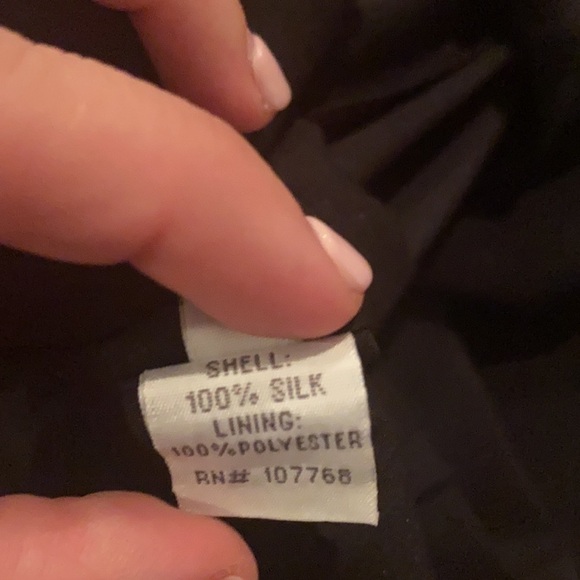 SHELL:
100% SILK
LINING:
100%POLYESTER
RN# 107768